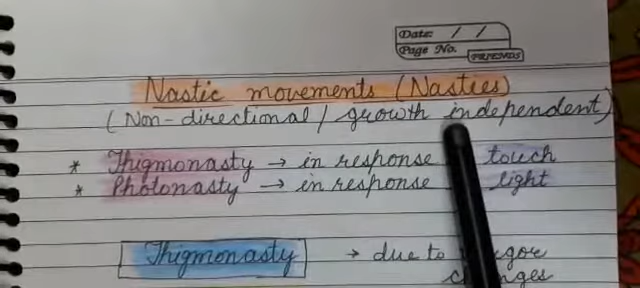 Date: / /
Page No. FRIENDS
Nastic movements (Nasties)
(Non-directional / growth independent)
* Thigmonasty → in response touch
* Photonasty → in response light
Thigmonasty → due to
changes